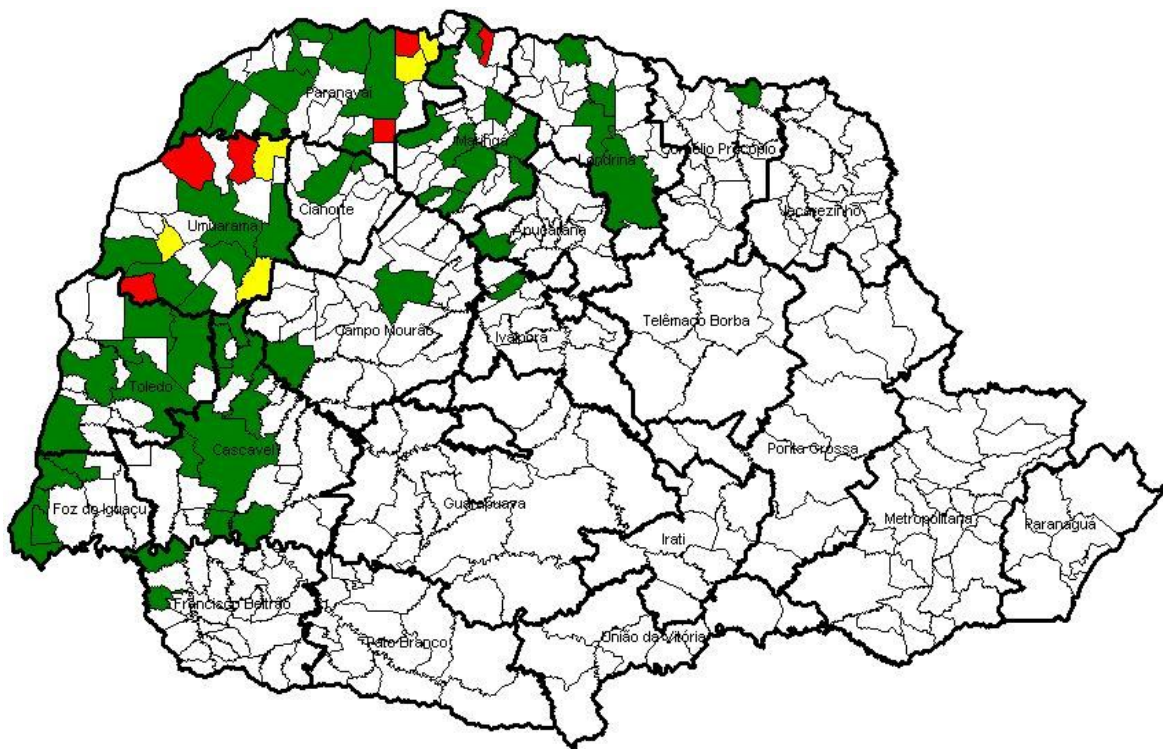 Paranavaí
Maringá
Londrina
Cornélio Procópio
Jacarezinho
Cianorte
Umuarama
Apucarana
Campo Mourão
Ivaiporã
Telêmaco Borba
Toledo
Cascavel
Ponta Grossa
Foz do Iguaçu
Guarapuava
Metropolitana
Paranaguá
Irati
Francisco Beltrão
União da Vitória
Pato Branco